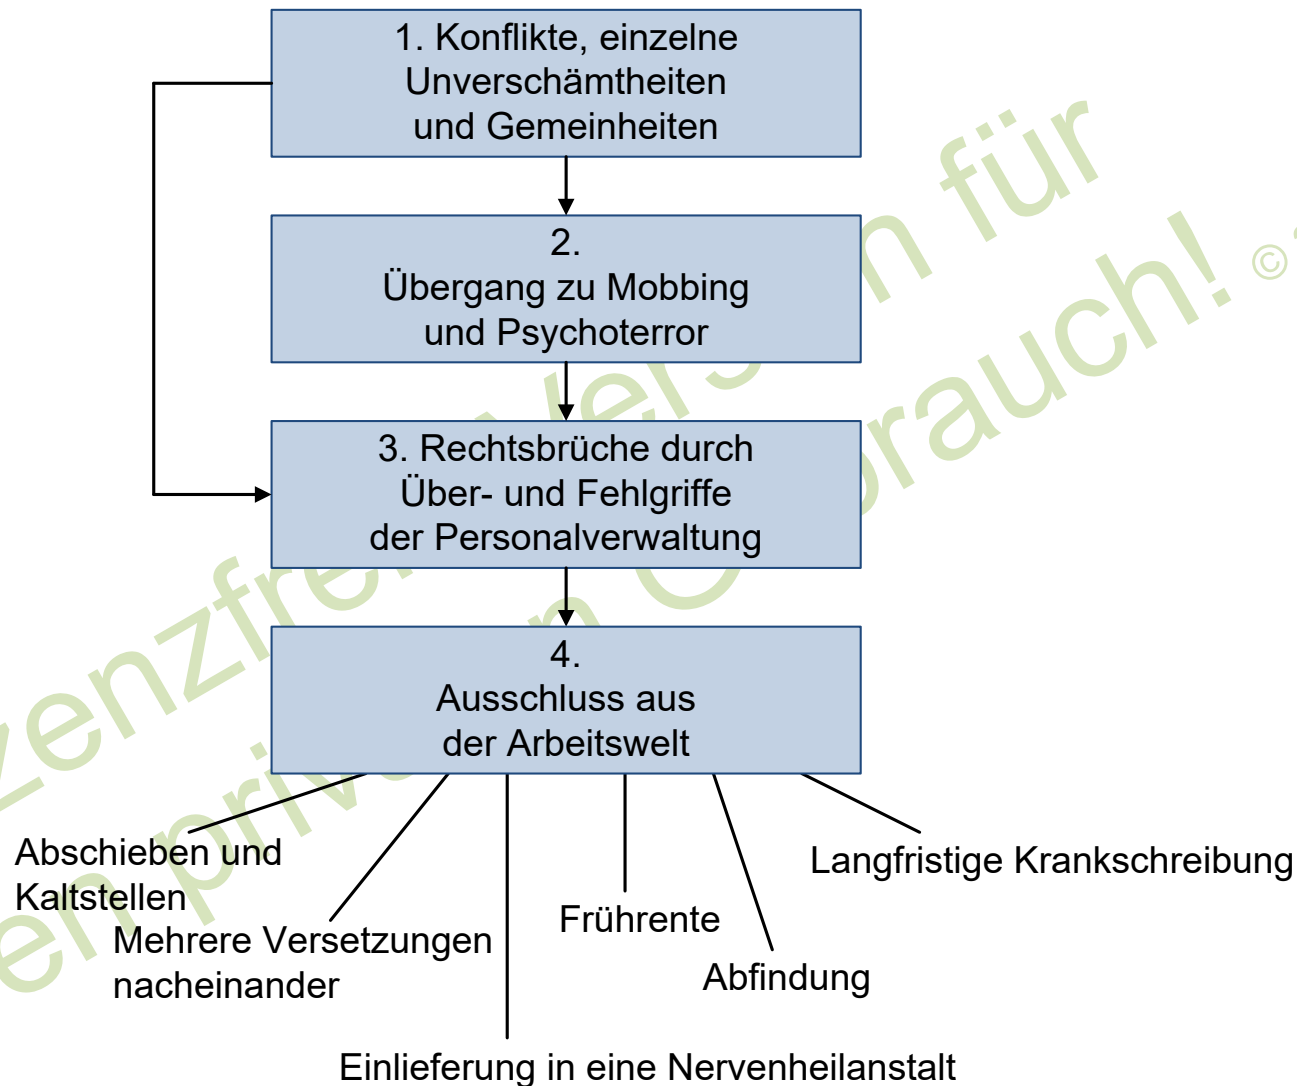 1. Konflikte, einzelne
Unverschämtheiten
und Gemeinheiten
2.
Übergang zu Mobbing
und Psychoterror
3. Rechtsbrüche durch
Über- und Fehlgriffe
der Personalverwaltung
4.
Ausschluss aus
der Arbeitswelt
Abschieben und
Kaltstellen
Mehrere Versetzungen
nacheinander
Einlieferung in eine Nervenheilanstalt
Frührente
Abfindung
Langfristige Krankschreibung
für
©